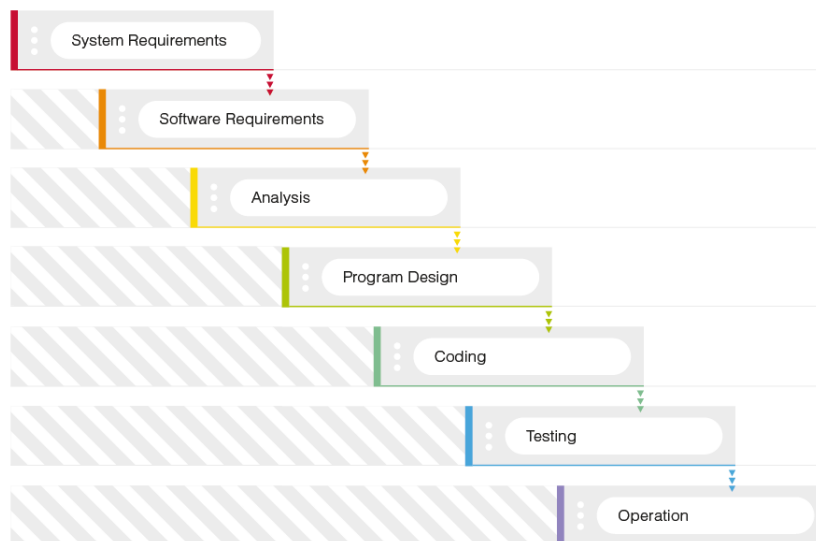 System Requirements
Software Requirements
Analysis
Program Design
Coding
Testing
Operation